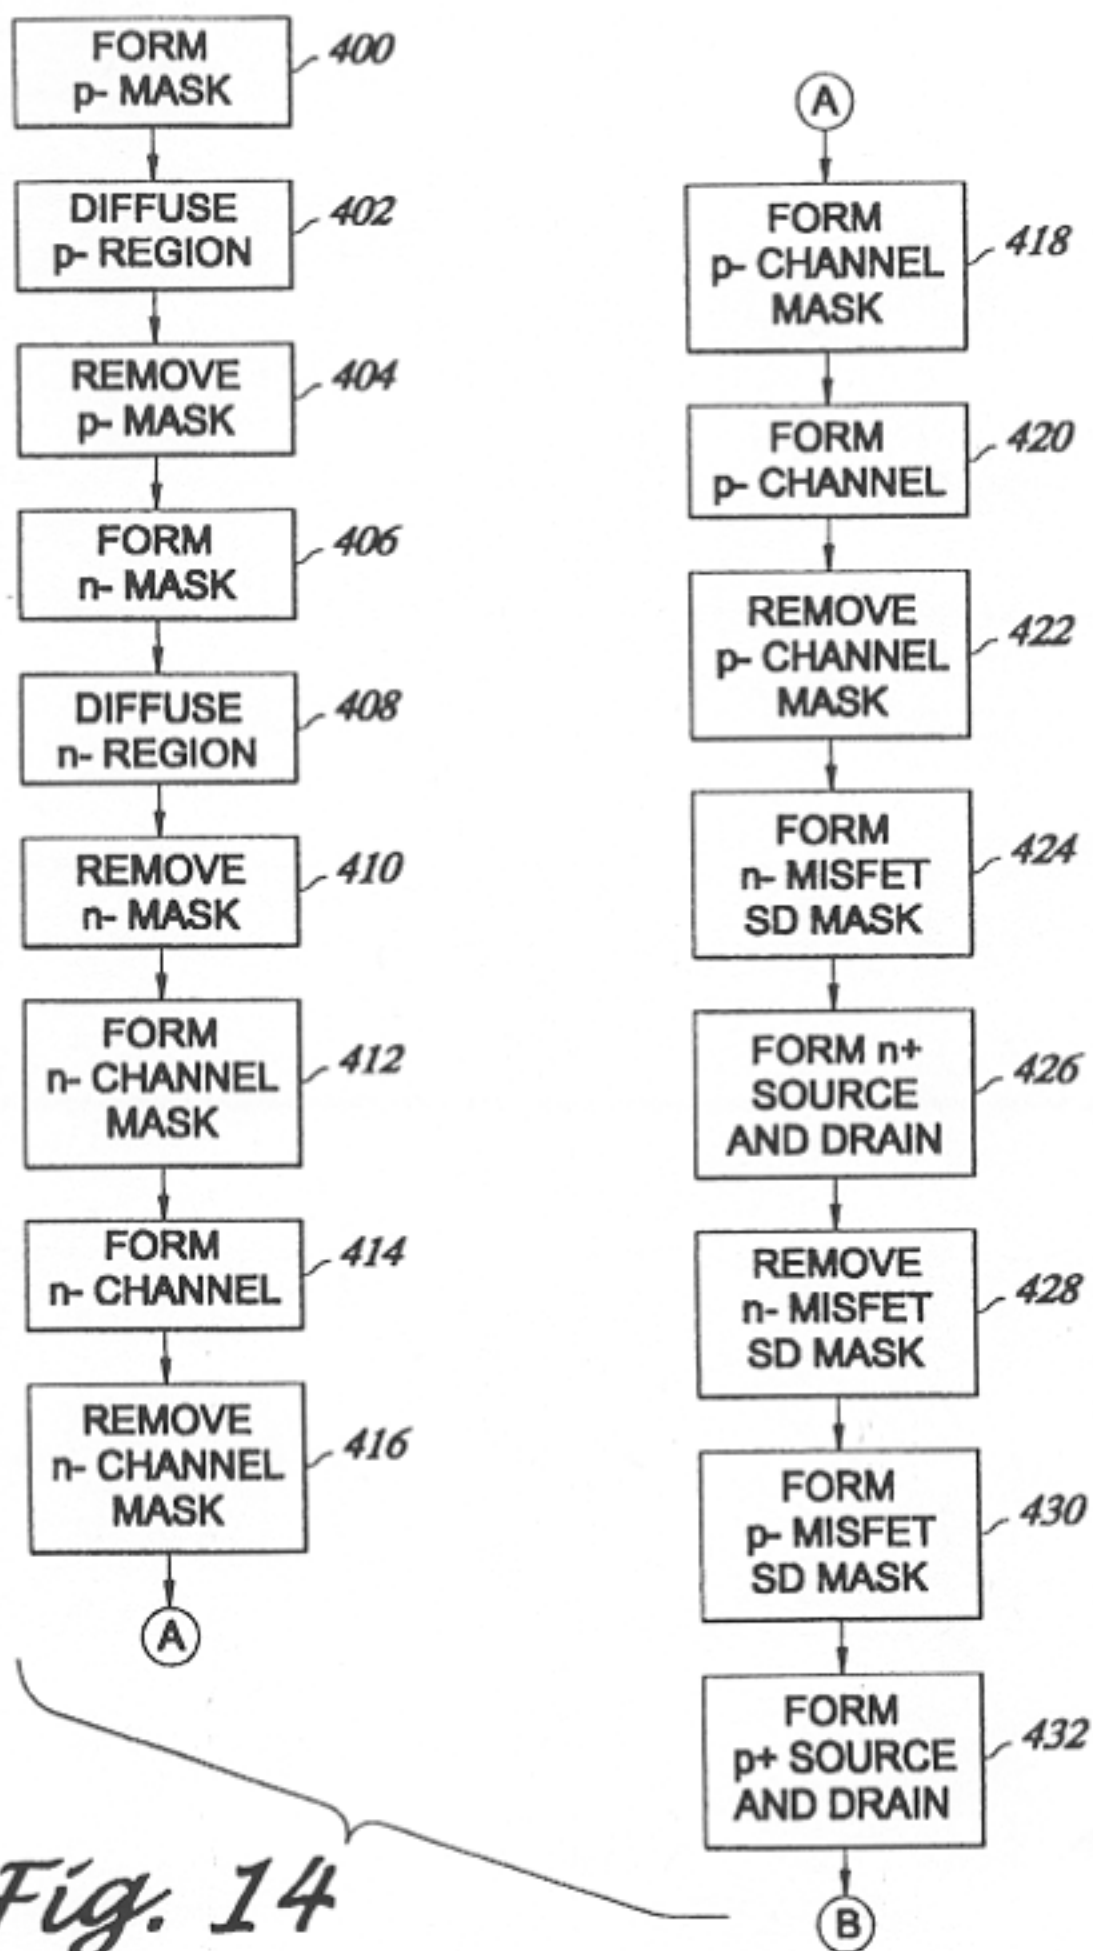 FORM
p- MASK
400
DIFFUSE
p- REGION
402
REMOVE
p- MASK
404
FORM
n- MASK
406
DIFFUSE
n- REGION
408
REMOVE
n- MASK
410
FORM
n- CHANNEL
MASK
412
FORM
n- CHANNEL
414
REMOVE
n- CHANNEL
MASK
416
A
A
FORM
p- CHANNEL
MASK
418
FORM
p- CHANNEL
420
REMOVE
p- CHANNEL
MASK
422
FORM
n- MISFET
SD MASK
424
FORM n+
SOURCE
AND DRAIN
426
REMOVE
n- MISFET
SD MASK
428
FORM
p- MISFET
SD MASK
430
FORM
p+ SOURCE
AND DRAIN
432
B
Fig. 14